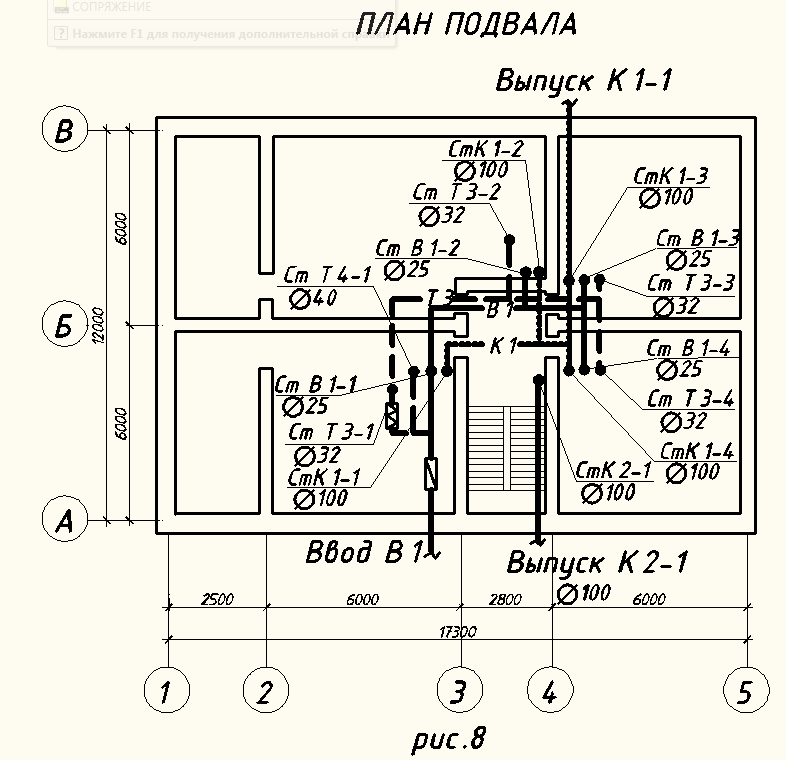 СОПРЯЖЕНИЕ
Нажмите F1 для получения дополнительной
ПЛАН ПОДВАЛА
Выпуск К 1-1
В
СтК 1-2
∅100
СтК 1-3
∅100
Ст Т 3-2
∅32
6000
Ст В 1-2
∅25
Ст В 1-3
∅25
Ст Т 4-1
∅40
Ст Т 3-3
∅32
Т 3
В 1
Б
12000
К 1
Ст В 1-4
∅25
Ст В 1-1
∅25
Ст Т 3-4
∅32
6000
Ст Т 3-1
∅32
СтК 1-4
∅100
СтК 1-1
∅100
СтК 2-1
∅100
А
Ввод В 1
Выпуск К 2-1
∅100
2500
6000
2800
6000
17300
1
2
3
4
5
рис.8